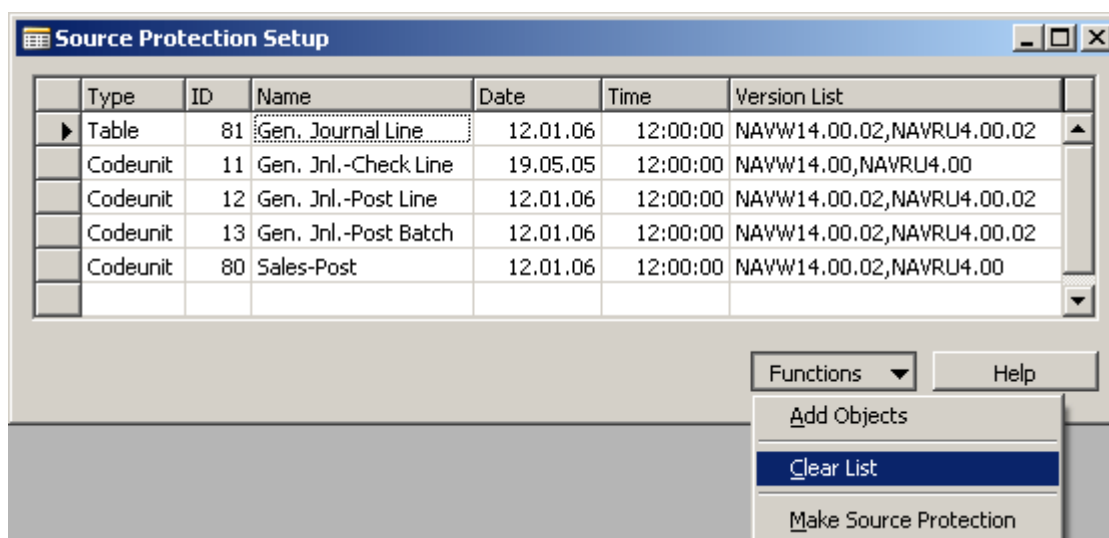 Source Protection Setup
Type ID Name Date Time Version List
Table 81 Gen. Journal Line 12.01.06 12:00:00 NAVW14.00.02,NAVRU4.00.02
Codeunit 11 Gen. Jnl.-Check Line 19.05.05 12:00:00 NAVW14.00,NAVRU4.00
Codeunit 12 Gen. Jnl.-Post Line 12.01.06 12:00:00 NAVW14.00.02,NAVRU4.00.02
Codeunit 13 Gen. Jnl.-Post Batch 12.01.06 12:00:00 NAVW14.00.02,NAVRU4.00.02
Codeunit 80 Sales-Post 12.01.06 12:00:00 NAVW14.00.02,NAVRU4.00
Functions Help
Add Objects
Clear List
Make Source Protection